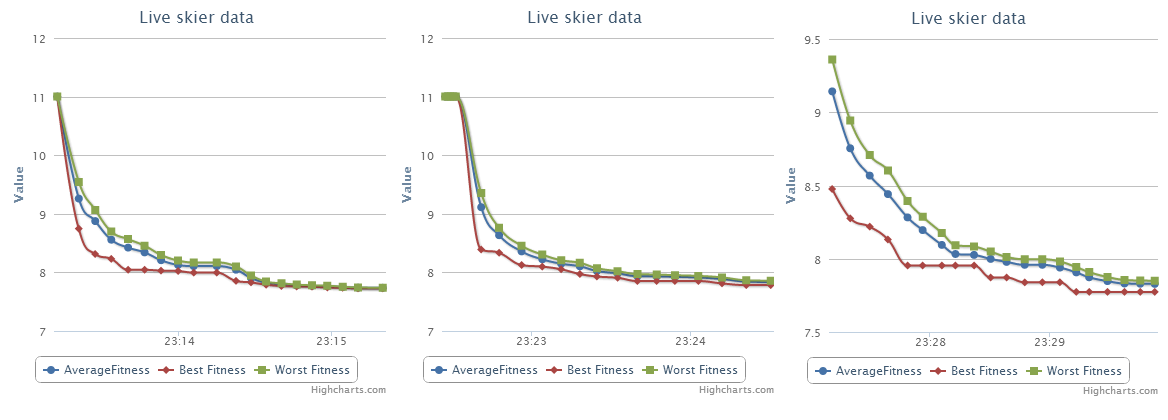 Live skier data
12
11
10
9
8
7
Value
23:14 23:15
AverageFitness Best Fitness Worst Fitness
Highcharts.com
Live skier data
12
11
10
9
8
7
Value
23:23 23:24
AverageFitness Best Fitness Worst Fitness
Highcharts.com
Live skier data
9.5
9
8.5
8
7.5
Value
23:28 23:29
AverageFitness Best Fitness Worst Fitness
Highcharts.com